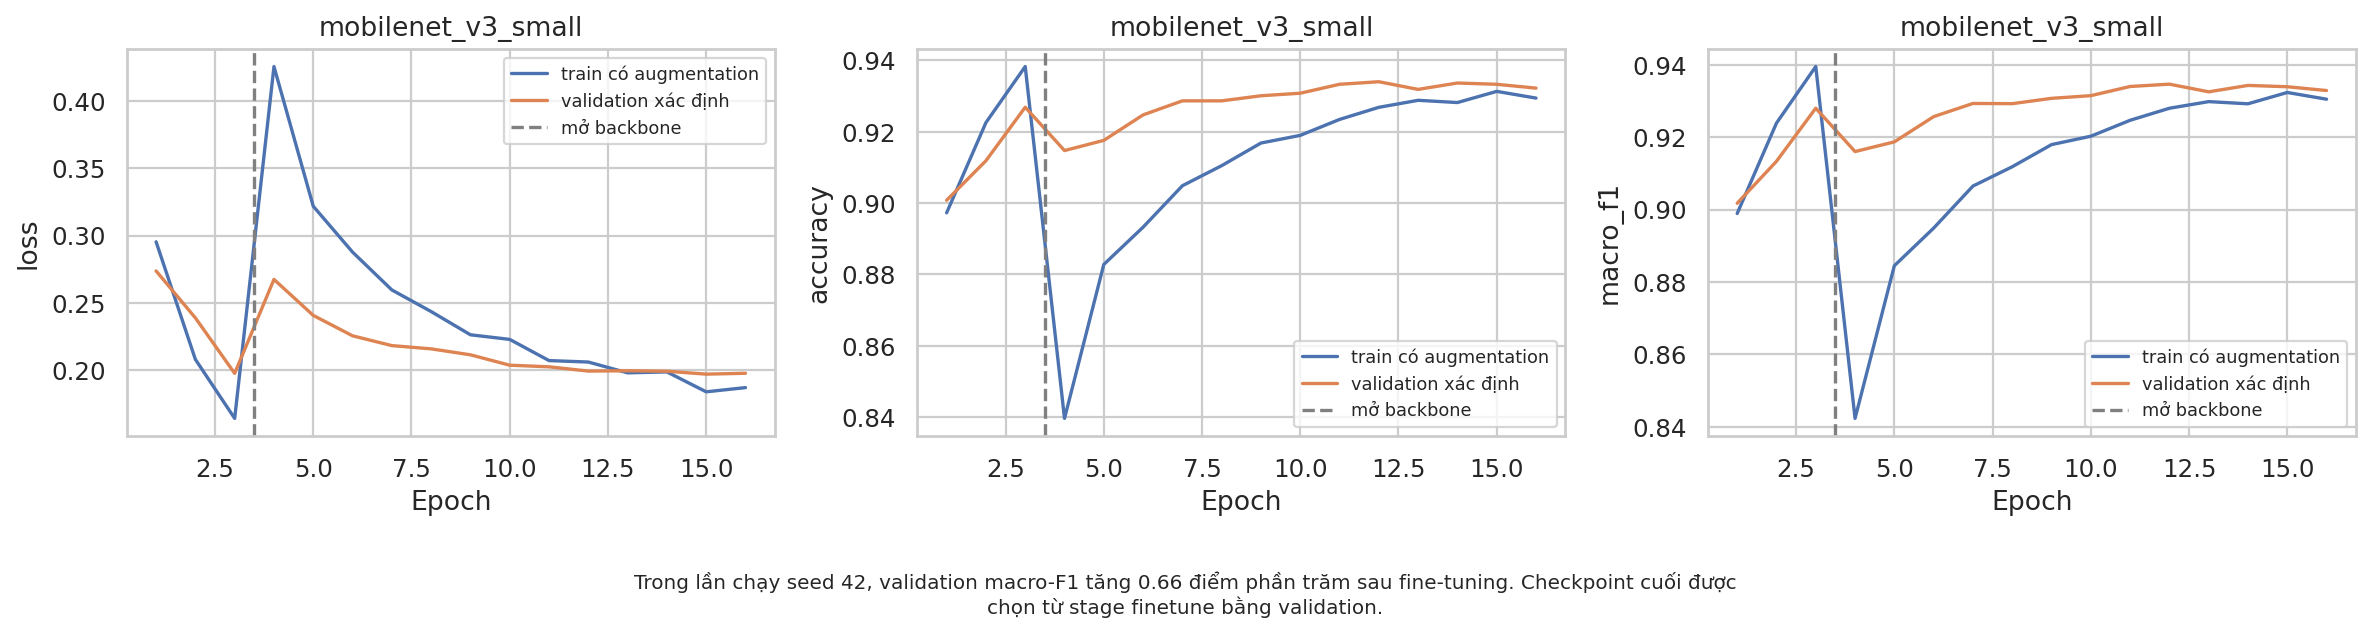 mobilenet_v3_small
loss
0.40
0.35
0.30
0.25
0.20
train có augmentation
validation xác định
mở backbone
2.5 5.0 7.5 10.0 12.5 15.0
Epoch
mobilenet_v3_small
accuracy
0.94
0.92
0.90
0.88
0.86
0.84
train có augmentation
validation xác định
mở backbone
2.5 5.0 7.5 10.0 12.5 15.0
Epoch
mobilenet_v3_small
macro_f1
0.94
0.92
0.90
0.88
0.86
0.84
train có augmentation
validation xác định
mở backbone
2.5 5.0 7.5 10.0 12.5 15.0
Epoch
Trong lần chạy seed 42, validation macro-F1 tăng 0.66 điểm phần trăm sau fine-tuning. Checkpoint cuối được
chọn từ stage finetune bằng validation.